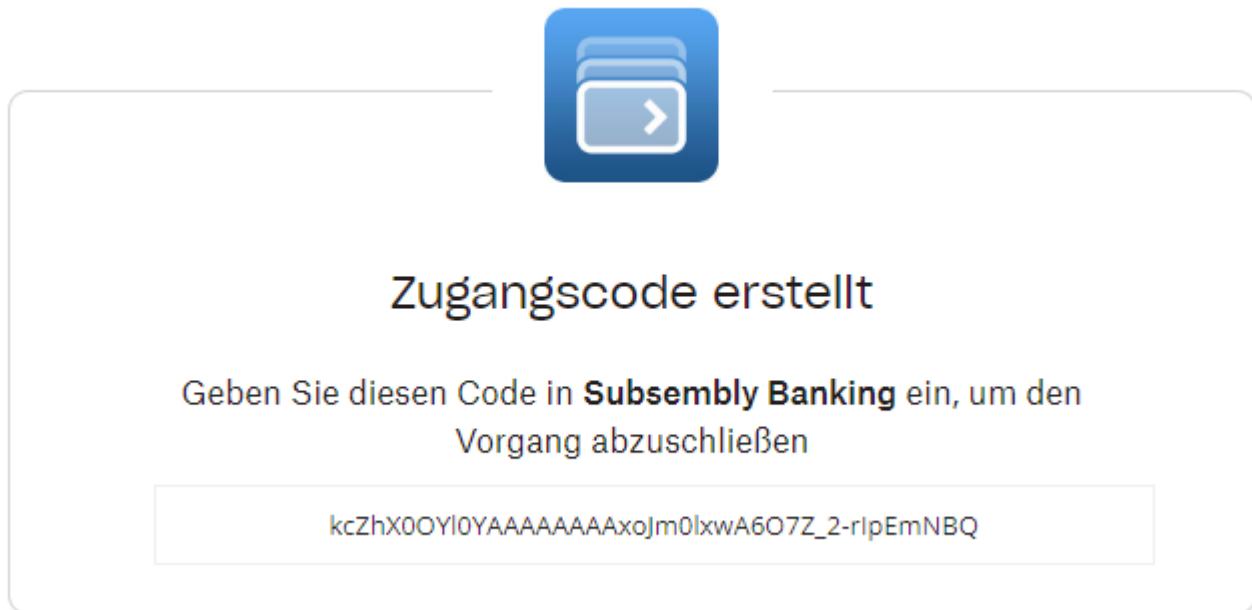 Zugangscode erstellt
Geben Sie diesen Code in Subsembly Banking ein, um den
Vorgang abzuschließen
kcZhX0OYl0YAAAAAAAAxoJm0lxwA6O7Z_2-rIpEmNBQ